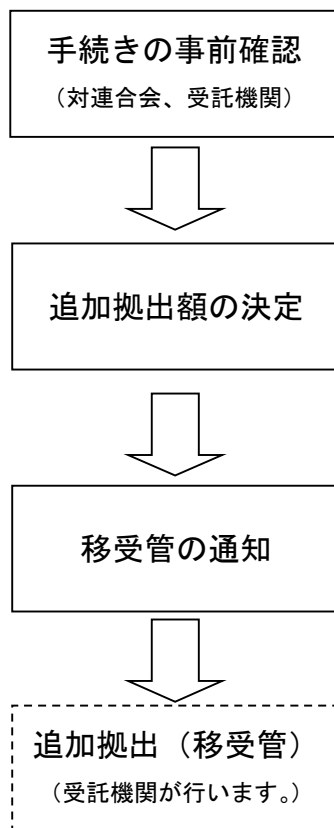 手続きの事前確認
（対連合会、受託機関）
追加拠出額の決定
移受管の通知
追加拠出（移受管）
（受託機関が行います。）